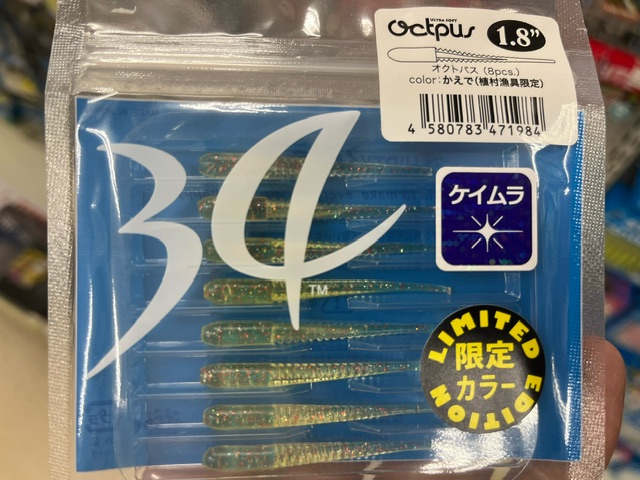 ULTRA SOFT
octpus
1.8"
オクトパス (8pcs.)
color:かえで(植村漁具限定)
4 580783 471984
34
TM
ケイムラ
LIMITED
限定
カラー
EDITION